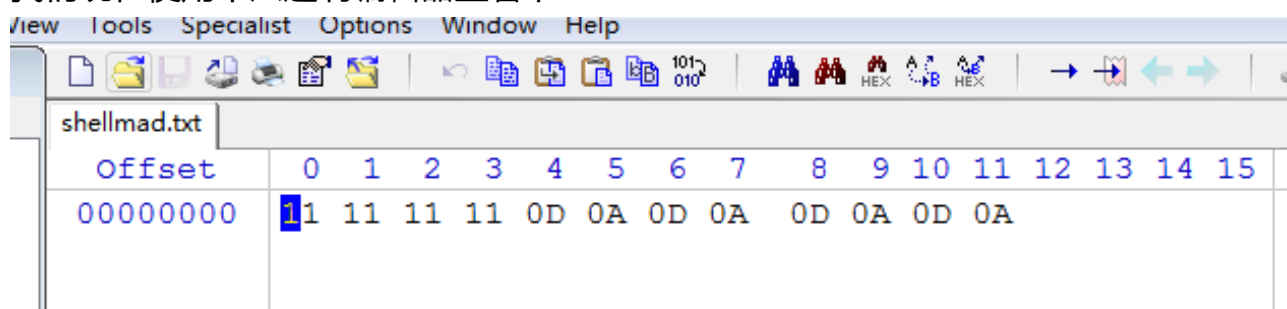 View Tools Specialist Options Window Help
shellmad.txt
Offset 0 1 2 3 4 5 6 7 8 9 10 11 12 13 14 15
00000000 11 11 11 11 0D 0A 0D 0A 0D 0A 0D 0A